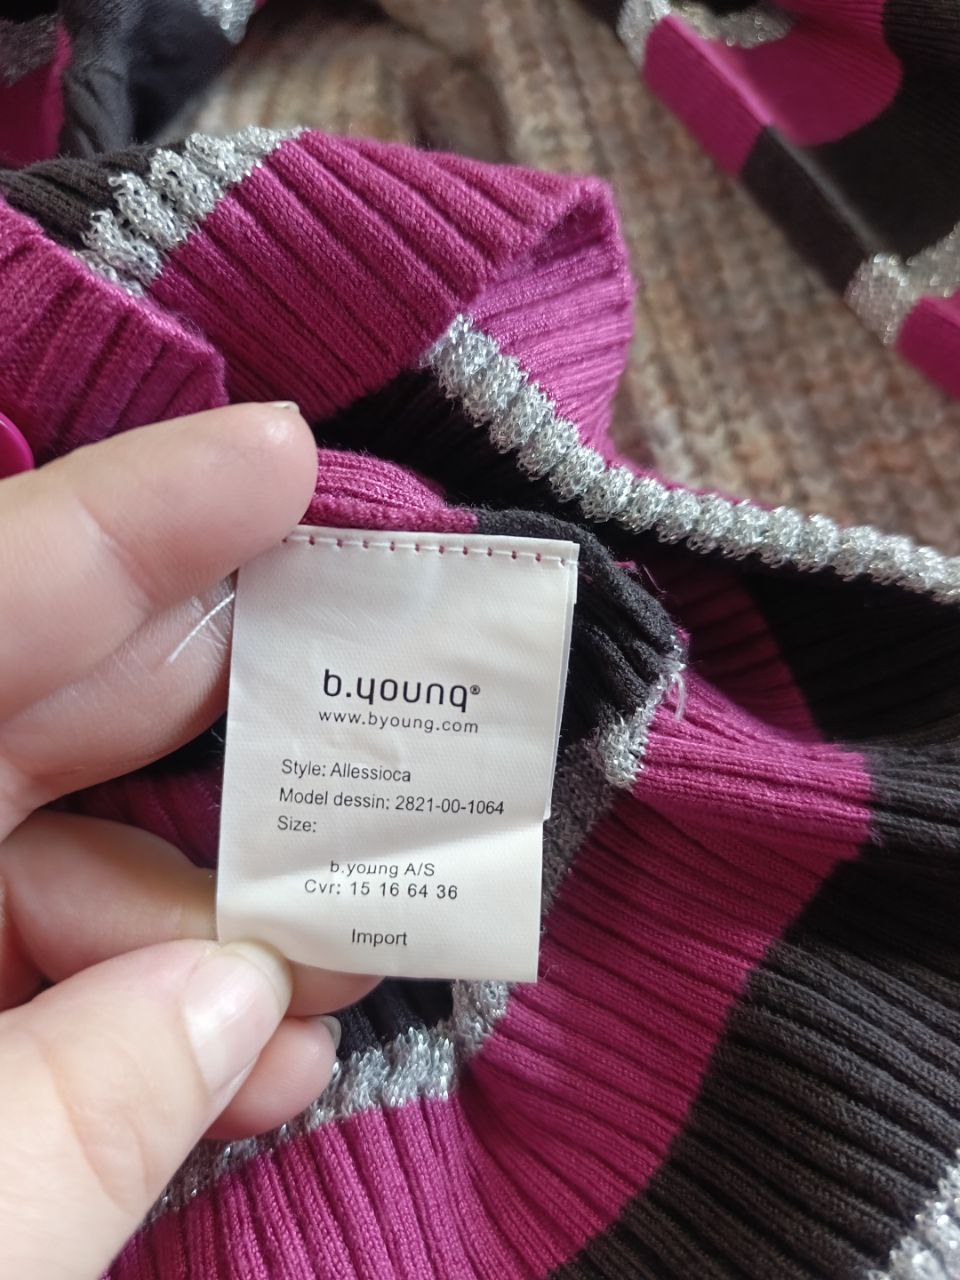 b.young®
www.byoung.com
Style: Allessioca
Model dessin: 2821-00-1064
Size:
b.young A/S
Cvr: 15 16 64 36
Import